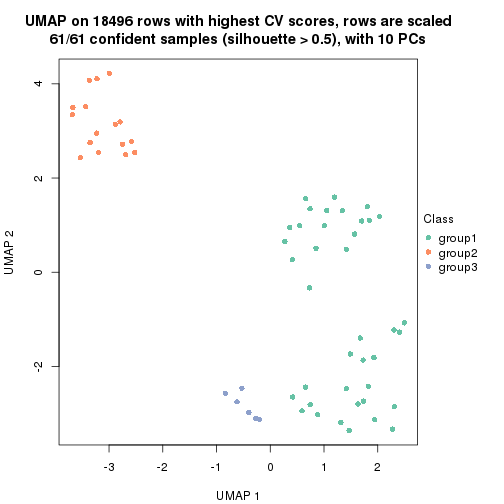 UMAP on 18496 rows with highest CV scores, rows are scaled
61/61 confident samples (silhouette > 0.5), with 10 PCs
4
2
0
-2
UMAP 2
-3
-2
-1
0
1
2
UMAP 1
Class
group1
group2
group3